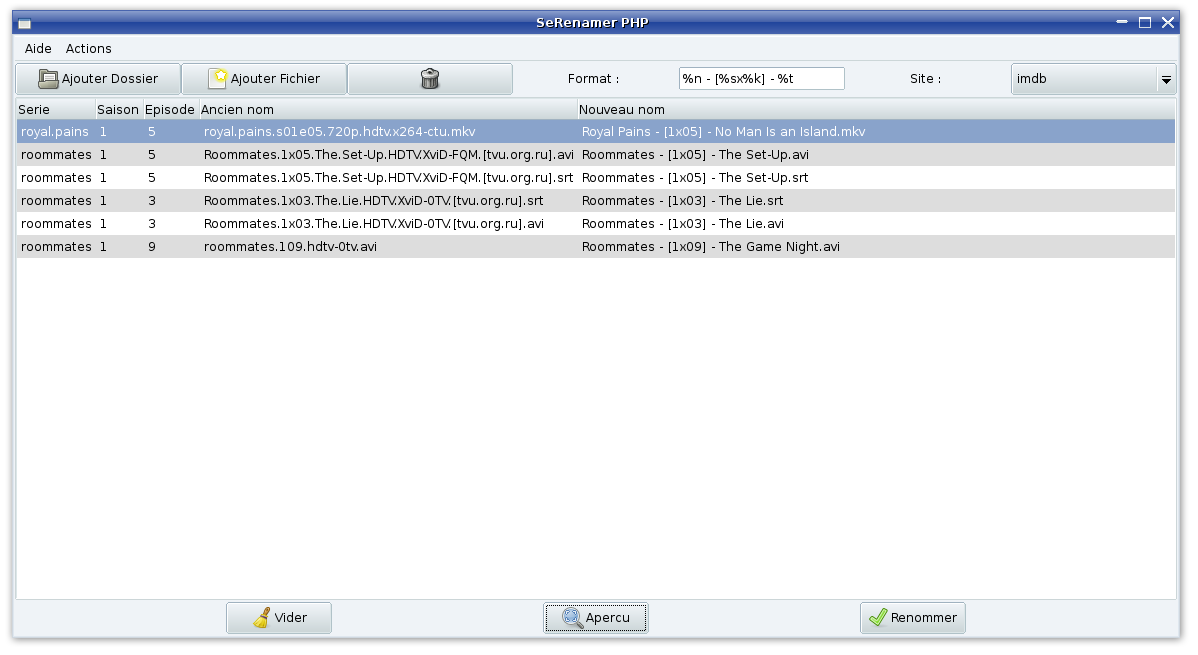 SeRenamer PHP
Aide Actions
Ajouter Dossier Ajouter Fichier Format : %n - [%sx%k] - %t Site : imdb
Serie Saison Episode Ancien nom Nouveau nom
royal.pains 1 5 royal.pains.s01e05.720p.hdtv.x264-ctu.mkv Royal Pains - [1x05] - No Man Is an Island.mkv
roommates 1 5 Roommates.1x05.The.Set-Up.HDTV.XviD-FQM.[tvu.org.ru].avi Roommates - [1x05] - The Set-Up.avi
roommates 1 5 Roommates.1x05.The.Set-Up.HDTV.XviD-FQM.[tvu.org.ru].srt Roommates - [1x05] - The Set-Up.srt
roommates 1 3 Roommates.1x03.The.Lie.HDTV.XviD-0TV.[tvu.org.ru].srt Roommates - [1x03] - The Lie.srt
roommates 1 3 Roommates.1x03.The.Lie.HDTV.XviD-0TV.[tvu.org.ru].avi Roommates - [1x03] - The Lie.avi
roommates 1 9 roommates.109.hdtv-0tv.avi Roommates - [1x09] - The Game Night.avi
Vider Apercu Renommer